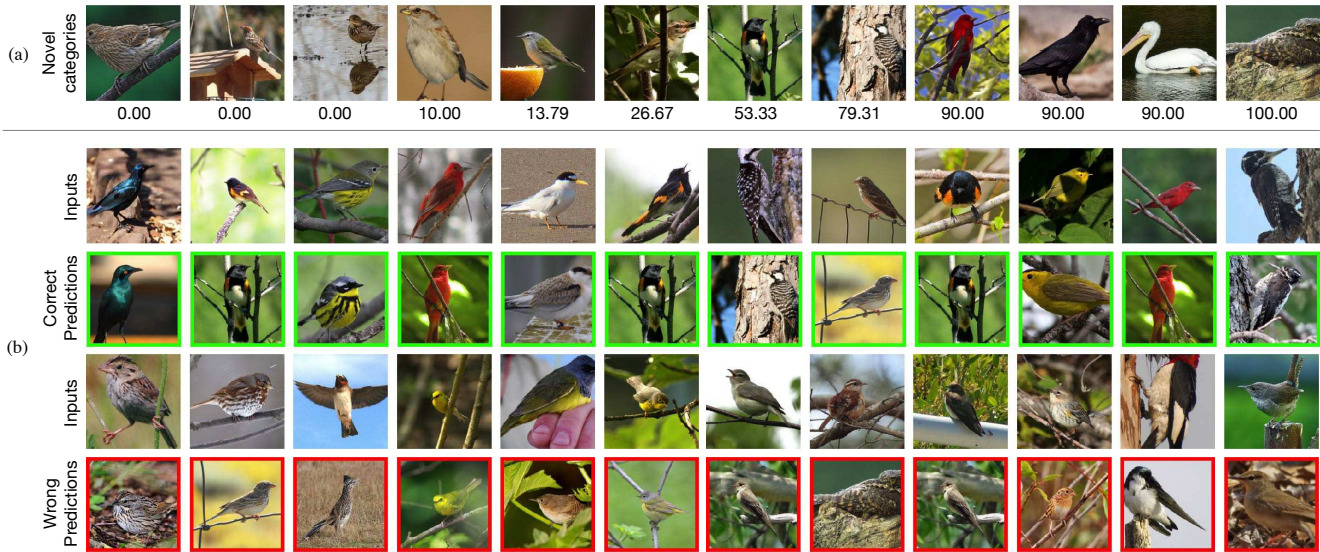 (a)
Novel
categories
0.00 0.00 0.00 10.00 13.79 26.67 53.33 79.31 90.00 90.00 90.00 100.00
(b)
Inputs
Correct
Predictions
Inputs
Wrong
Predictions